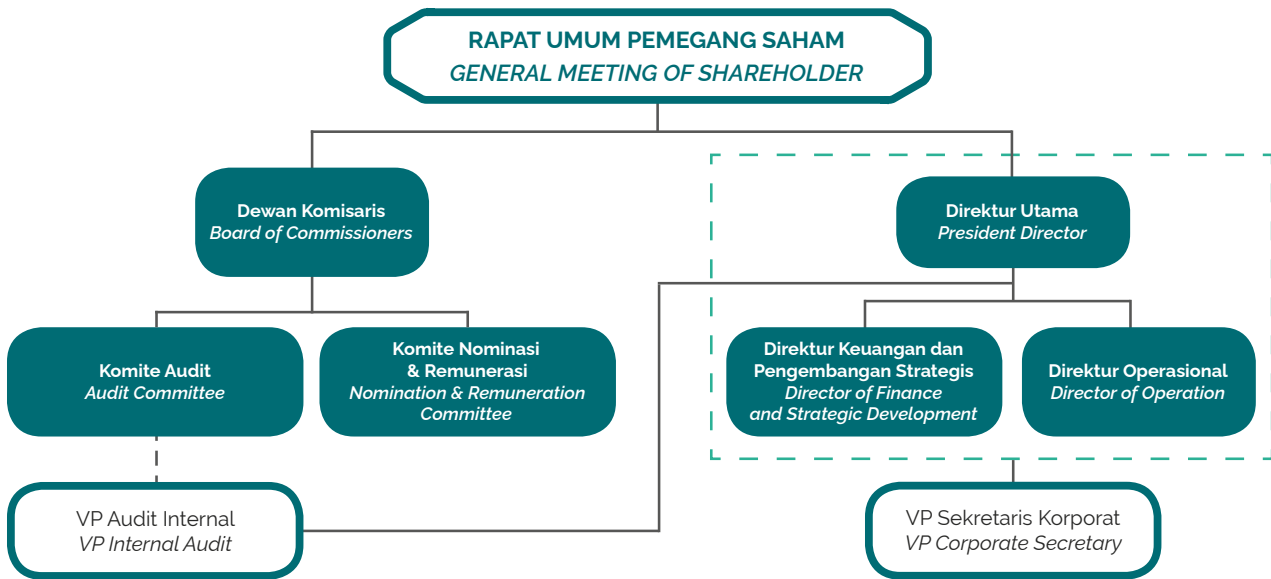 RAPAT UMUM PEMEGANG SAHAM
GENERAL MEETING OF SHAREHOLDER
Dewan Komisaris
Board of Commissioners
Direktur Utama
President Director
Komite Audit
Audit Committee
Komite Nominasi
& Remunerasi
Nomination & Remuneration
Committee
Direktur Keuangan dan
Pengembangan Strategis
Director of Finance
and Strategic Development
Direktur Operasional
Director of Operation
VP Audit Internal
VP Internal Audit
VP Sekretaris Korporat
VP Corporate Secretary